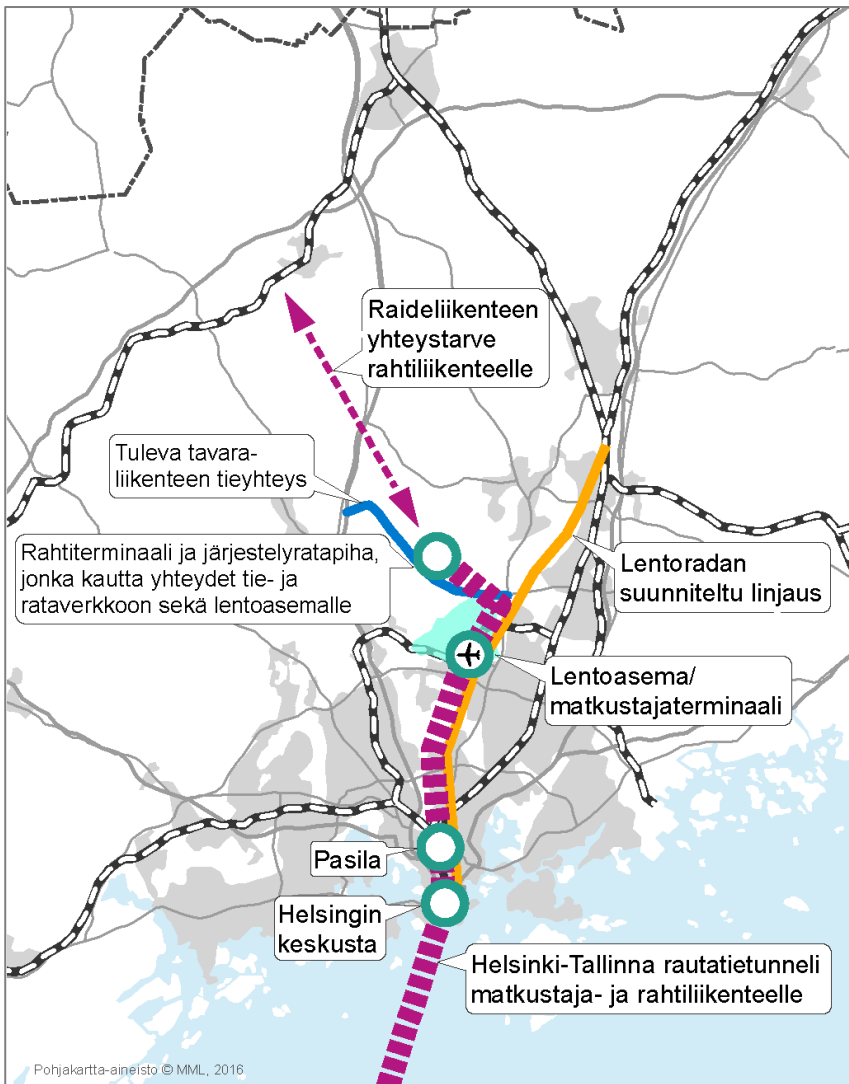 Raideliikenteen
yhteystarve
rahtiliikenteelle
Tuleva tavara-
liikenteen tieyhteys
Rahtiterminaali ja järjestelyratapiha,
jonka kautta yhteydet tie- ja
rataverkkoon sekä lentoasemalle
Lentoradan
suunniteltu linjaus
Lentoasema/
matkustajaterminaali
Pasila
Helsingin
keskusta
Helsinki-Tallinna rautatietunneli
matkustaja- ja rahtiliikenteelle
Pohjakartta-aineisto © MML, 2016